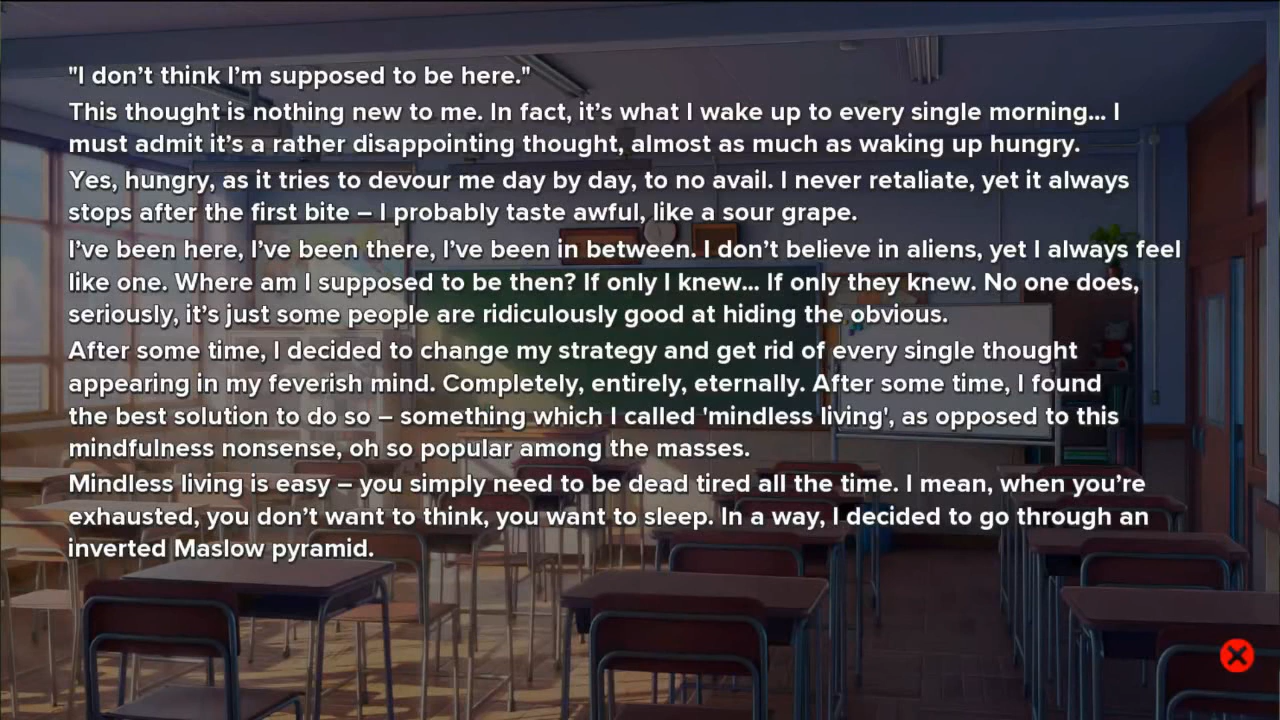 "I don’t think I’m supposed to be here."
This thought is nothing new to me. In fact, it’s what I wake up to every single morning... I
must admit it’s a rather disappointing thought, almost as much as waking up hungry.
Yes, hungry, as it tries to devour me day by day, to no avail. I never retaliate, yet it always
stops after the first bite – I probably taste awful, like a sour grape.
I’ve been here, I’ve been there, I’ve been in between. I don’t believe in aliens, yet I always feel
like one. Where am I supposed to be then? If only I knew... If only they knew. No one does,
seriously, it’s just some people are ridiculously good at hiding the obvious.
After some time, I decided to change my strategy and get rid of every single thought
appearing in my feverish mind. Completely, entirely, eternally. After some time, I found
the best solution to do so – something which I called 'mindless living', as opposed to this
mindfulness nonsense, oh so popular among the masses.
Mindless living is easy – you simply need to be dead tired all the time. I mean, when you’re
exhausted, you don’t want to think, you want to sleep. In a way, I decided to go through an
inverted Maslow pyramid.